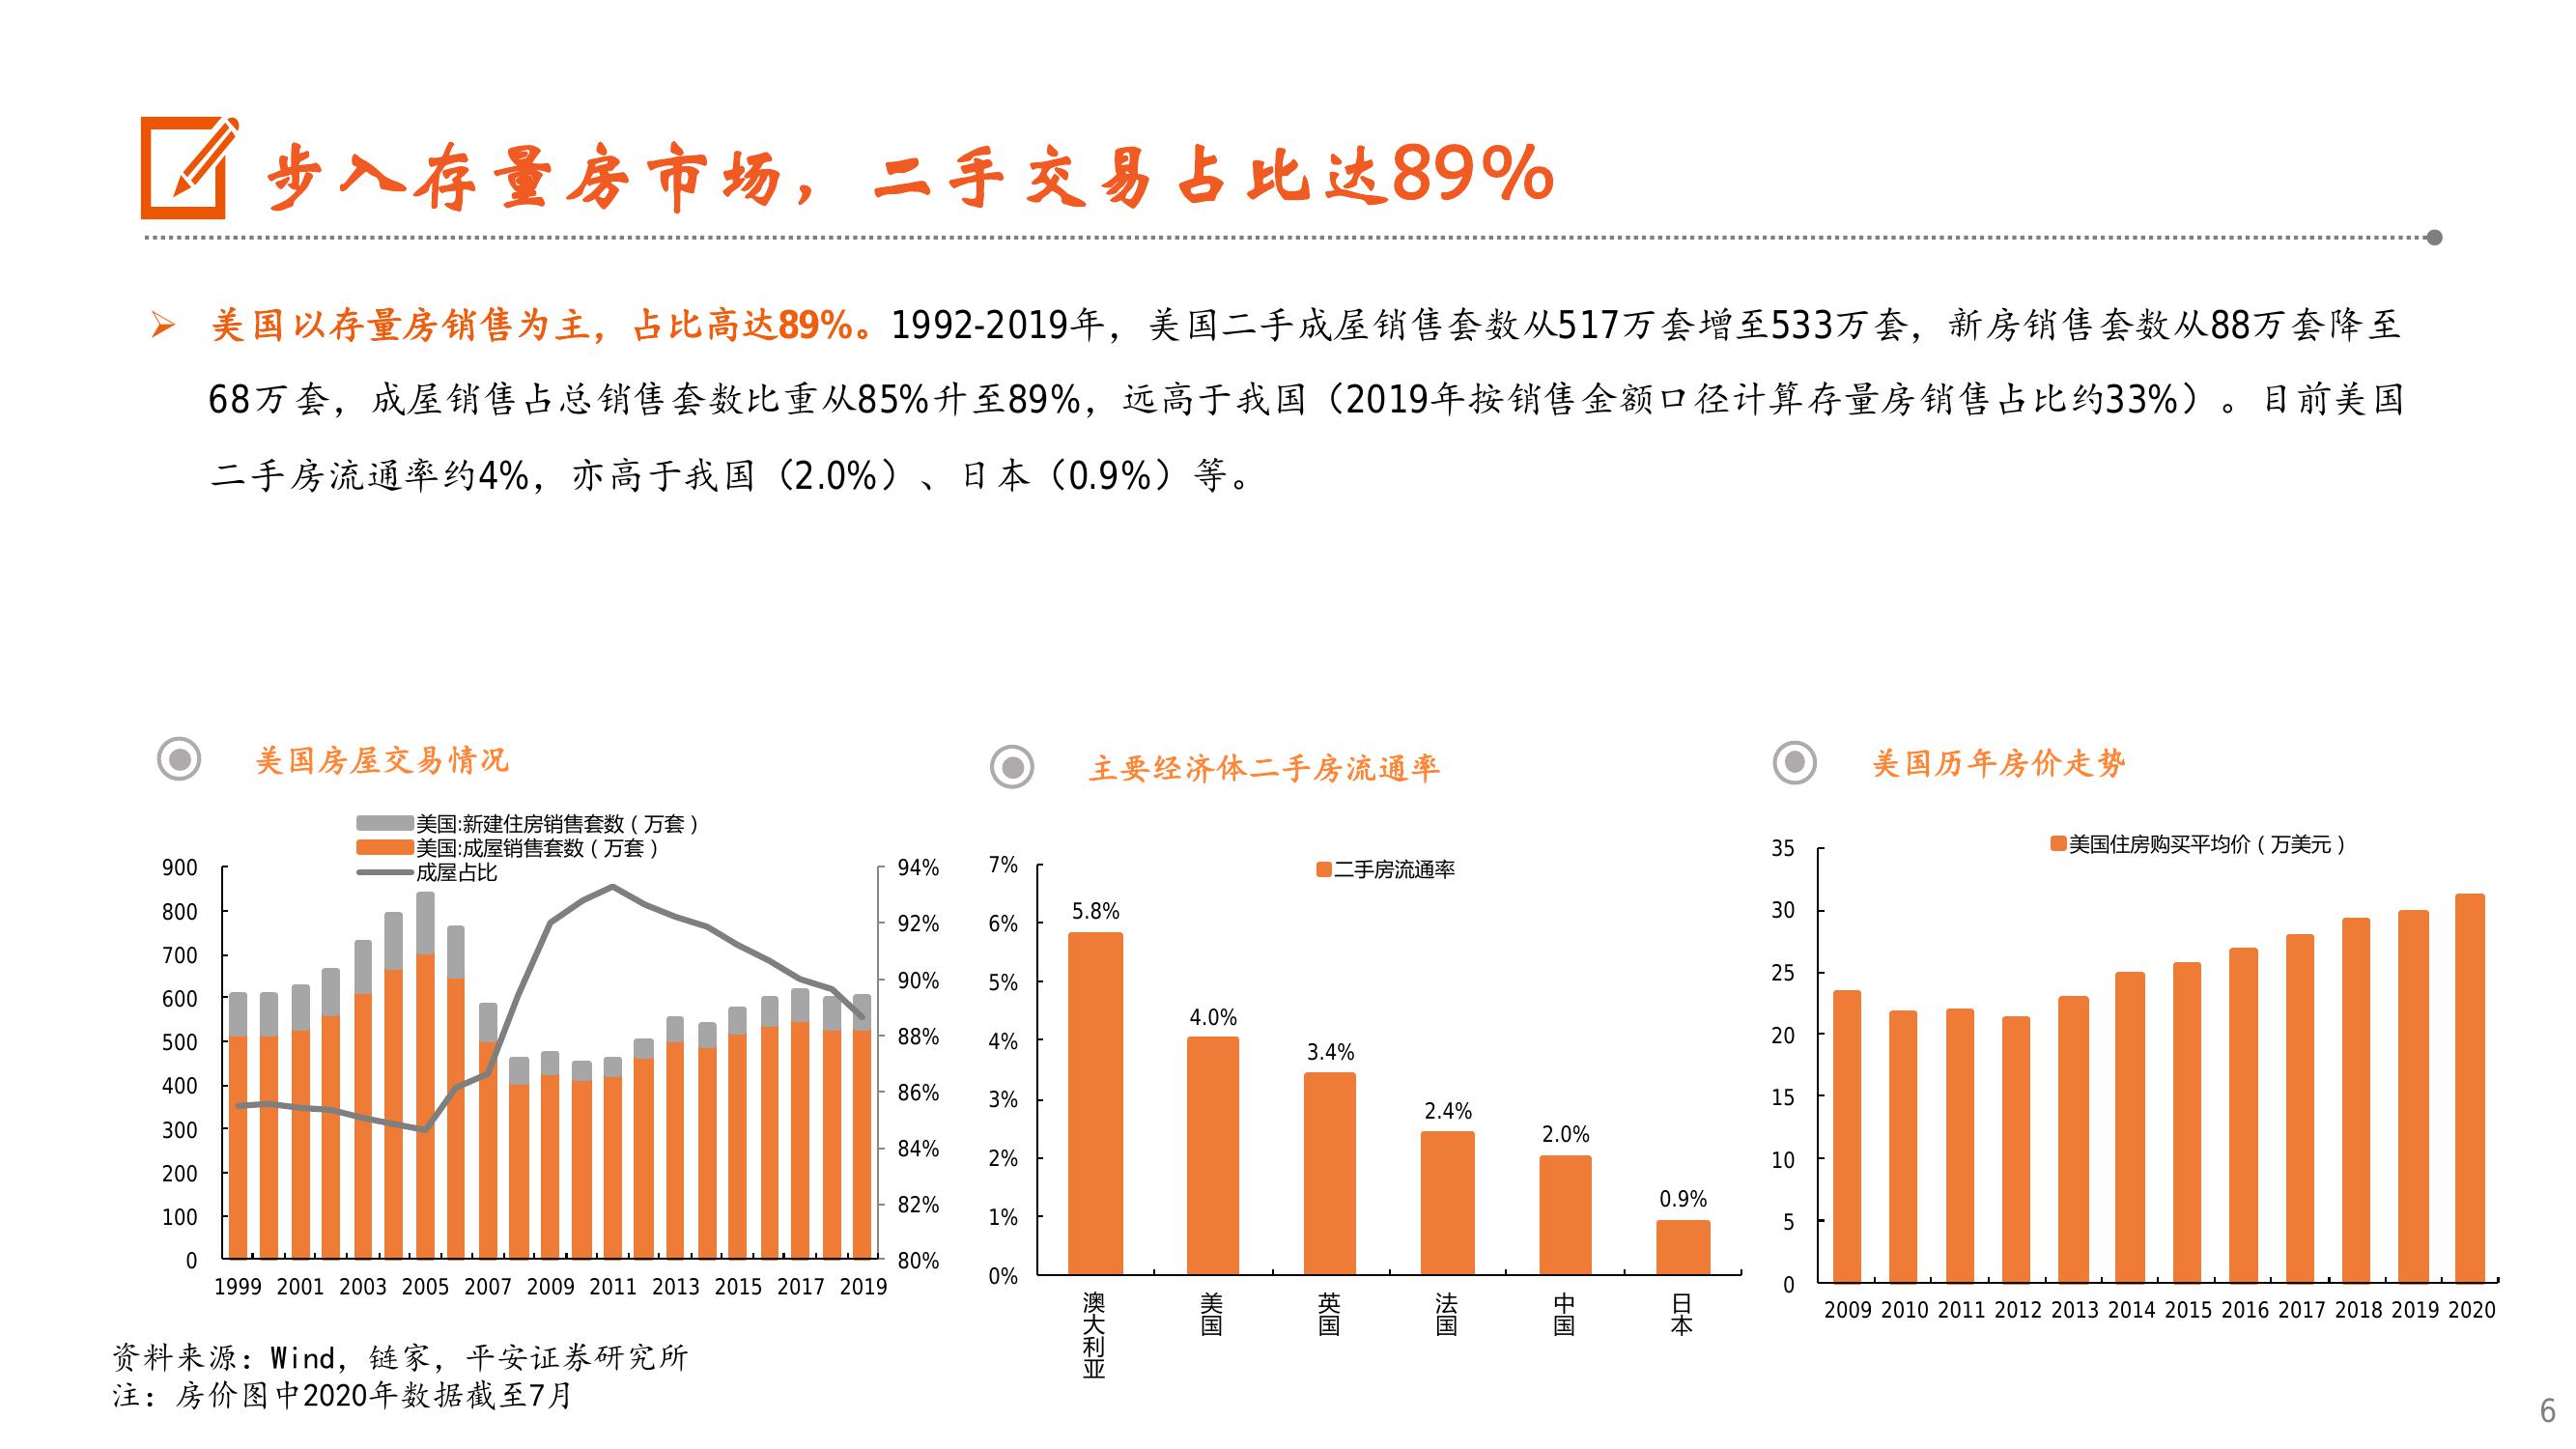 步入存量房市场，二手交易占比达89%
美国以存量房销售为主，占比高达89%。1992-2019年，美国二手成屋销售套数从517万套增至533万套，新房销售套数从88万套降至
68万套，成屋销售占总销售套数比重从85%升至89%，远高于我国（2019年按销售金额口径计算存量房销售占比约33%）。目前美国
二手房流通率约4%，亦高于我国（2.0%）、日本（0.9%）等。
美国房屋交易情况
美国:新建住房销售套数（万套）
美国:成屋销售套数（万套）
成屋占比
900
800
700
600
500
400
300
200
100
0
94%
92%
90%
88%
86%
84%
82%
80%
1999 2001 2003 2005 2007 2009 2011 2013 2015 2017 2019
主要经济体二手房流通率
二手房流通率
7%
6%
5%
4%
3%
2%
1%
0%
5.8%
4.0%
3.4%
2.4%
2.0%
0.9%
澳大利亚
美国
英国
法国
中国
日本
美国历年房价走势
美国住房购买平均价（万美元）
35
30
25
20
15
10
5
0
2009 2010 2011 2012 2013 2014 2015 2016 2017 2018 2019 2020
资料来源：Wind，链家，平安证券研究所
注：房价图中2020年数据截至7月
6